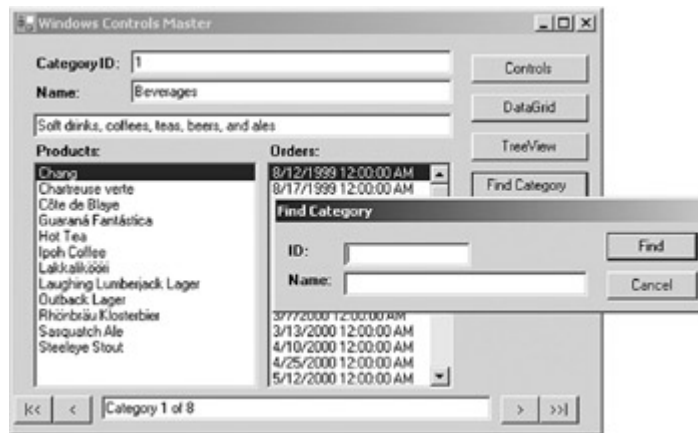 Windows Controls Master
CategoryID: 1
Controls
Name: Beverages
DataGrid
Soft drinks, coffees, teas, beers, and ales
TreeView
Products:
Orders:
Find Category
Chang
Chartreuse verte
Côte de Blaye
Guaraná Fantástica
Hot Tea
Ipoh Coffee
Lakkalikööri
Laughing Lumberjack Lager
Outback Lager
Rhönbräu Klosterbier
Sasquatch Ale
Steeleye Stout
8/12/1999 12:00:00 AM
8/17/1999 12:00:00 AM
Find Category
ID:
Find
Name:
Cancel
3/7/2000 12:00:00 AM
3/13/2000 12:00:00 AM
4/10/2000 12:00:00 AM
4/25/2000 12:00:00 AM
5/12/2000 12:00:00 AM
|<< < Category 1 of 8 > >>|